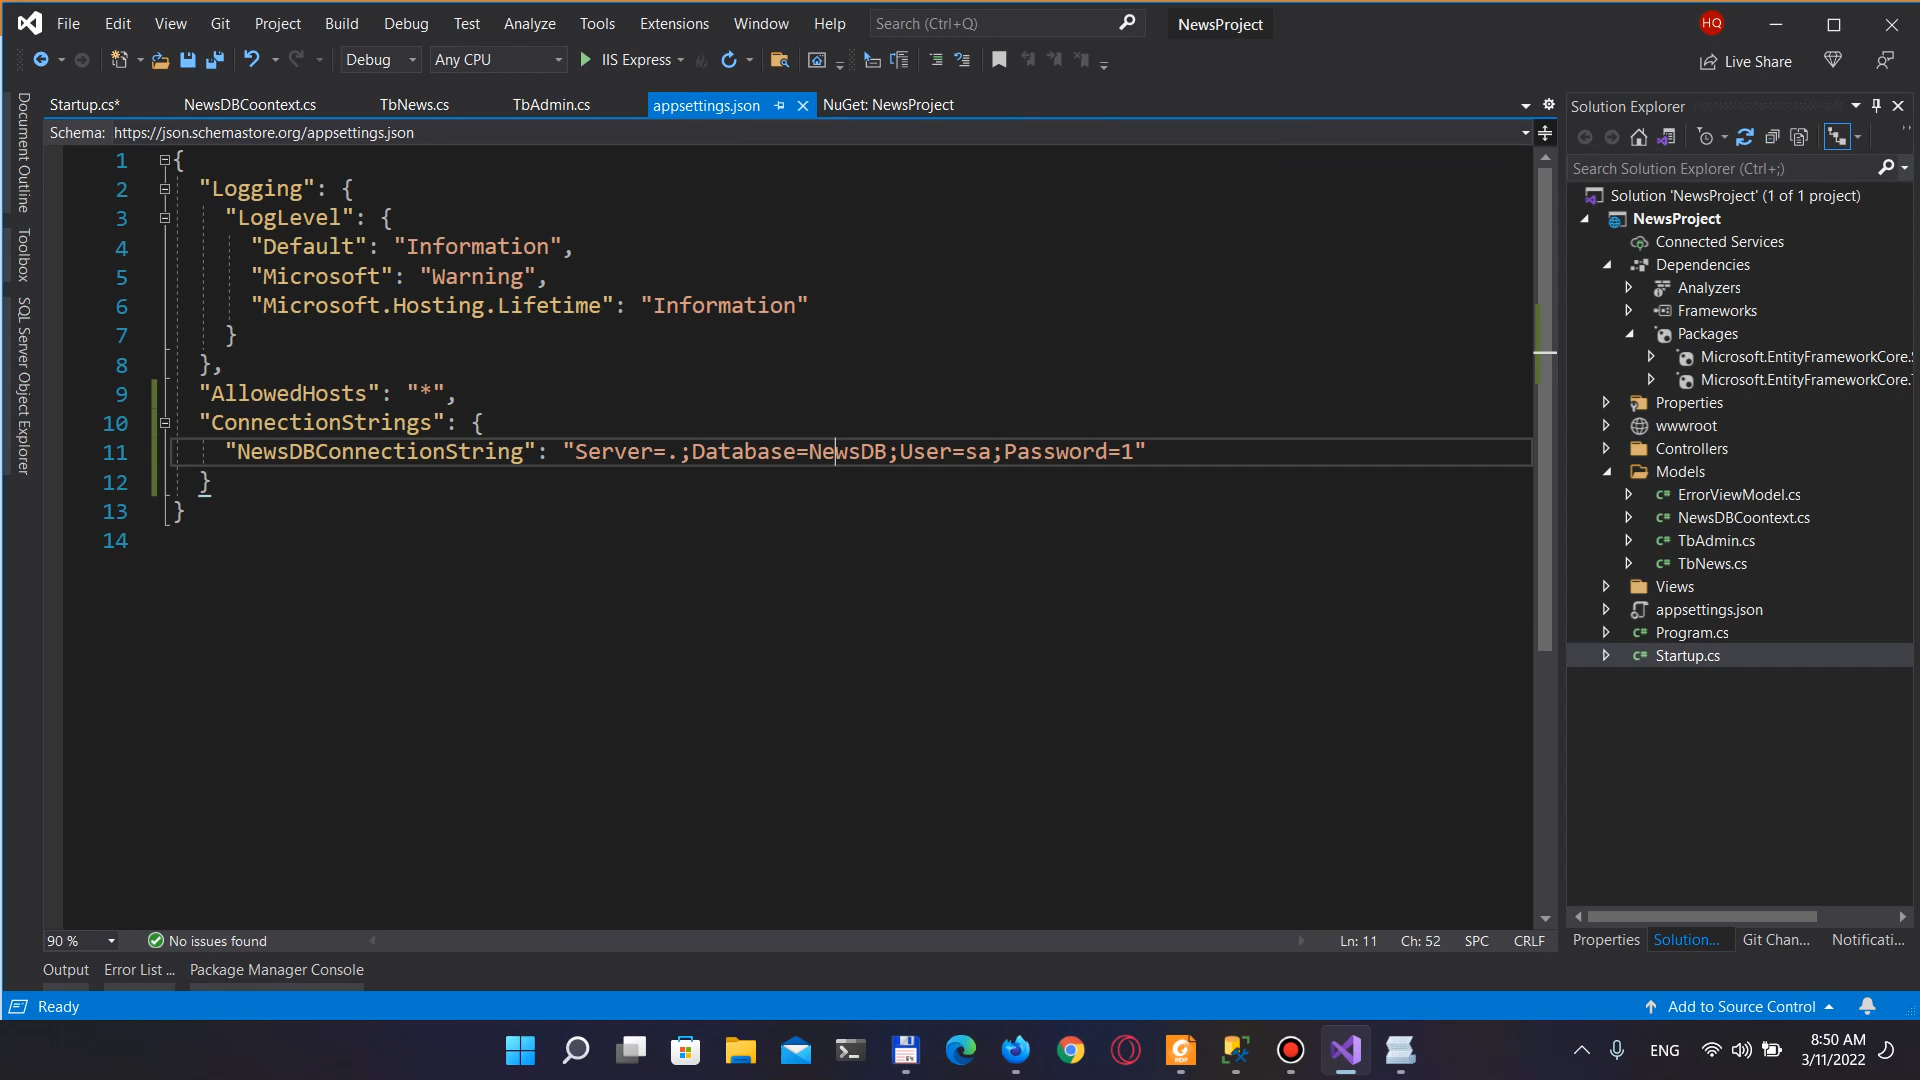 File Edit View Git Project Build Debug Test Analyze Tools Extensions Window Help Search (Ctrl+Q) NewsProject HQ
Debug Any CPU IIS Express Live Share
Startup.cs* NewsDBCoontext.cs TbNews.cs TbAdmin.cs appsettings.json NuGet: NewsProject
Schema: https://json.schemastore.org/appsettings.json
Document Outline
Toolbox
SQL Server Object Explorer
1 {
2 "Logging": {
3 "LogLevel": {
4 "Default": "Information",
5 "Microsoft": "Warning",
6 "Microsoft.Hosting.Lifetime": "Information"
7 }
8 },
9 "AllowedHosts": "*",
10 "ConnectionStrings": {
11 "NewsDBConnectionString": "Server=.;Database=NewsDB;User=sa;Password=1"
12 }
13 }
14
90 % No issues found Ln: 11 Ch: 52 SPC CRLF
Output Error List ... Package Manager Console
Solution Explorer
Search Solution Explorer (Ctrl+;)
Solution 'NewsProject' (1 of 1 project)
NewsProject
Connected Services
Dependencies
Analyzers
Frameworks
Packages
Microsoft.EntityFrameworkCore.
Microsoft.EntityFrameworkCore.
Properties
wwwroot
Controllers
Models
C# ErrorViewModel.cs
C# NewsDBCoontext.cs
C# TbAdmin.cs
C# TbNews.cs
Views
appsettings.json
C# Program.cs
C# Startup.cs
Properties Solution... Git Chan... Notificati...
Ready Add to Source Control
ENG 8:50 AM
3/11/2022